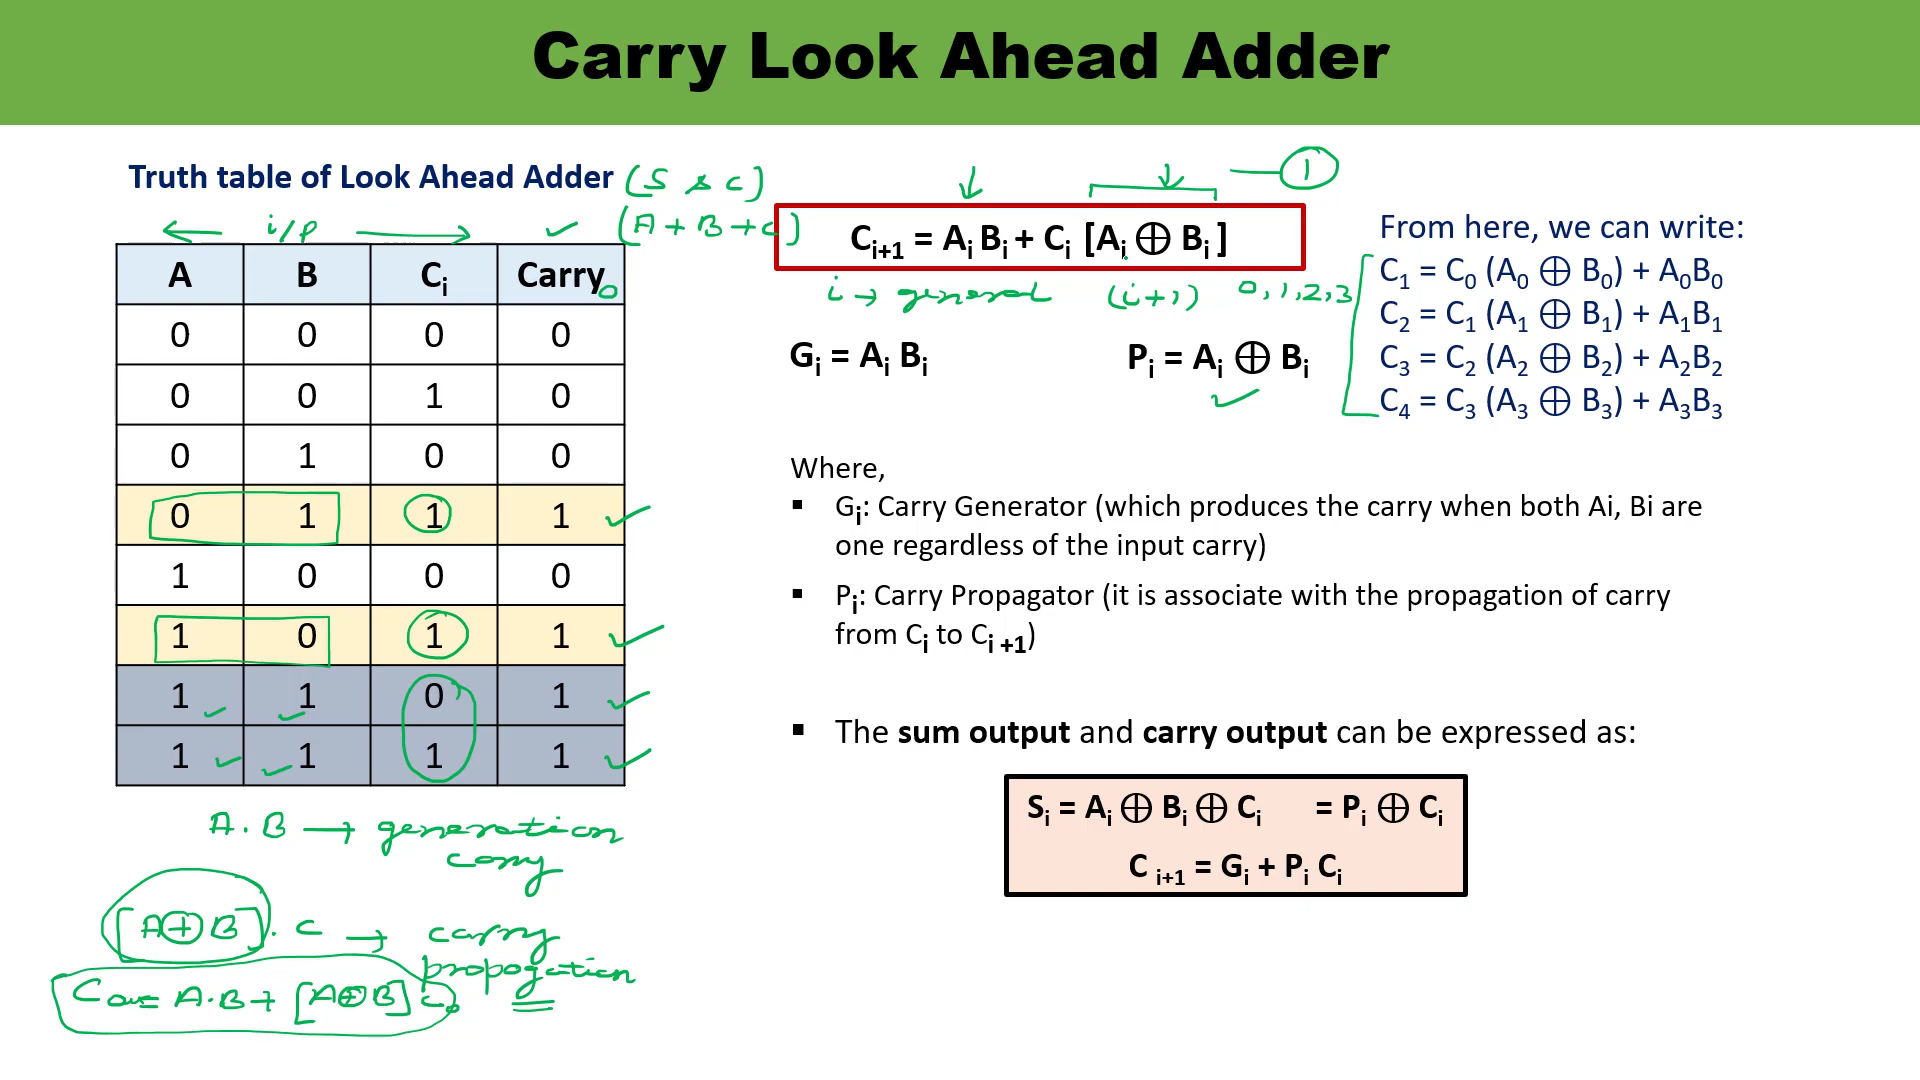 Carry Look Ahead Adder
Truth table of Look Ahead Adder (S & C)
(A + B + C)
i/p
A B Ci Carry0
0 0 0 0
0 0 1 0
0 1 0 0
0 1 1 1
1 0 0 0
1 0 1 1
1 1 0 1
1 1 1 1
A.B → generation
carry
[A⊕B].C → carry
propogation
Cout= A.B+ [A⊕B] C0
1
Ci+1 = Ai Bi + Ci [Ai ⊕ Bi ]
i → general (i+1) 0,1,2,3
Gi = Ai Bi Pi = Ai ⊕ Bi
From here, we can write:
C1 = C0 (A0 ⊕ B0) + A0B0
C2 = C1 (A1 ⊕ B1) + A1B1
C3 = C2 (A2 ⊕ B2) + A2B2
C4 = C3 (A3 ⊕ B3) + A3B3
Where,
▪ Gi: Carry Generator (which produces the carry when both Ai, Bi are
one regardless of the input carry)
▪ Pi: Carry Propagator (it is associate with the propagation of carry
from Ci to Ci +1)
▪ The sum output and carry output can be expressed as:
Si = Ai ⊕ Bi ⊕ Ci = Pi ⊕ Ci
C i+1 = Gi + Pi Ci